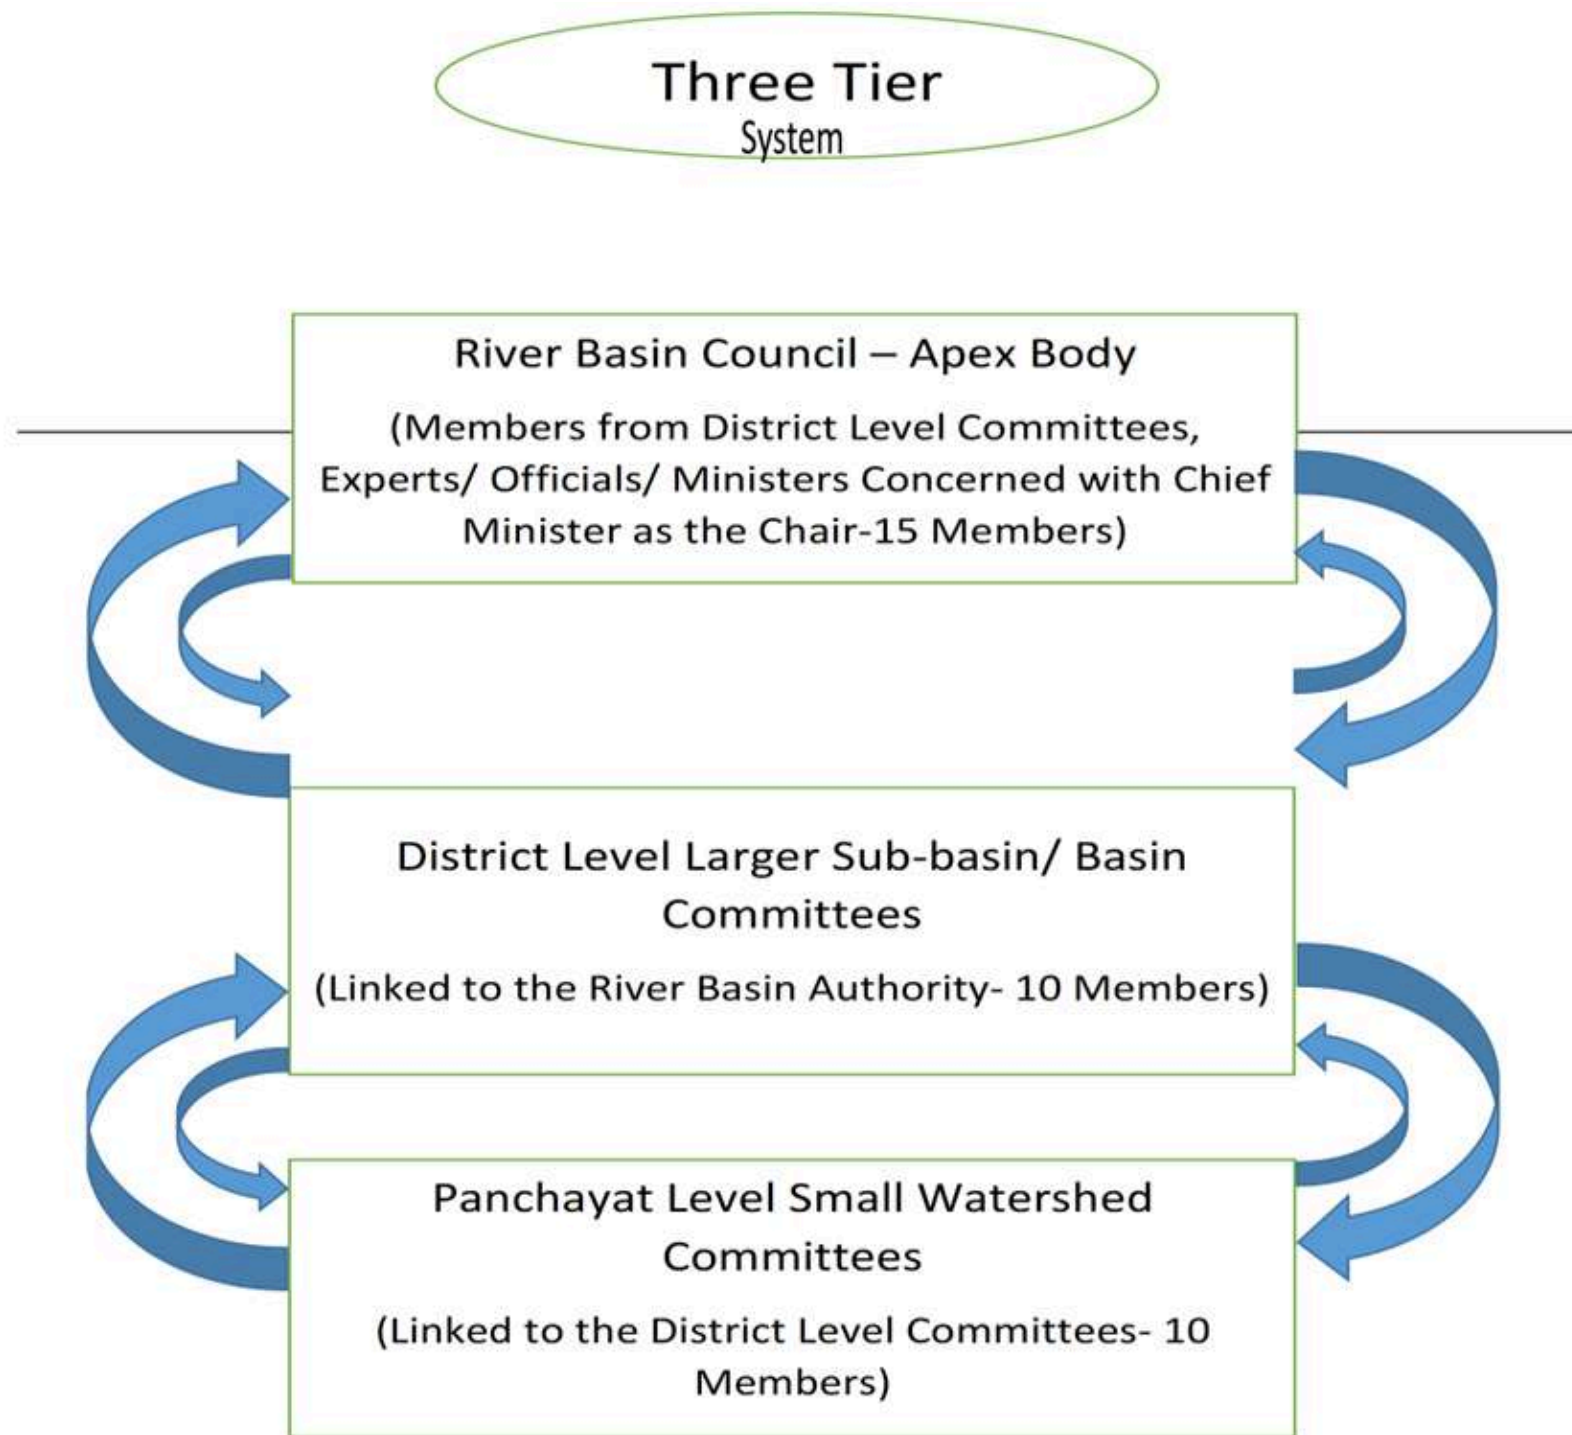 Three Tier
System
River Basin Council – Apex Body
(Members from District Level Committees,
Experts/ Officials/ Ministers Concerned with Chief
Minister as the Chair-15 Members)
District Level Larger Sub-basin/ Basin
Committees
(Linked to the River Basin Authority- 10 Members)
Panchayat Level Small Watershed
Committees
(Linked to the District Level Committees- 10
Members)